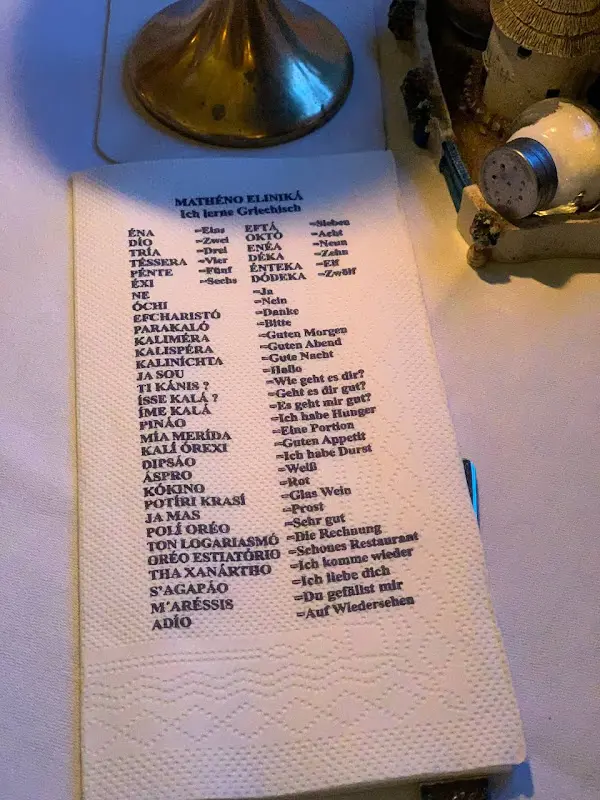 MATHÉNO ELINIKÁ
Ich lerne Griechisch
ÉNA =Eins EFTÁ =Sieben
DÍO =Zwei OKTÓ =Acht
TRÍA =Drei ENÉA =Neun
TÉSSERA =Vier DÉKA =Zehn
PÉNTE =Fünf ÉNTEKA =Elf
ÉXI =Sechs DÓDEKA =Zwölf
NE =Ja
ÓCHI =Nein
EFCHARISTÓ =Danke
PARAKALÓ =Bitte
KALIMÉRA =Guten Morgen
KALISPÉRA =Guten Abend
KALINÍCHTA =Gute Nacht
JA SOU =Hallo
TI KÁNIS ? =Wie geht es dir?
ÍSSE KALÁ ? =Geht es dir gut?
ÍME KALÁ =Es geht mir gut?
PINÁO =Ich habe Hunger
MÍA MERÍDA =Eine Portion
KALÍ ÓREXI =Guten Appetit
DIPSÁO =Ich habe Durst
ÁSPRO =Weiß
KÓKINO =Rot
POTÍRI KRASÍ =Glas Wein
JA MAS =Prost
POLÍ ORÉO =Sehr gut
TON LOGARIASMÓ =Die Rechnung
ORÉO ESTIATÓRIO =Schoues Restaurant
THA XANÁRTHO =Ich komme wieder
S'AGAPÁO =Ich liebe dich
M'ARÉSSIS =Du gefällst mir
ADÍO =Auf Wiedersehen